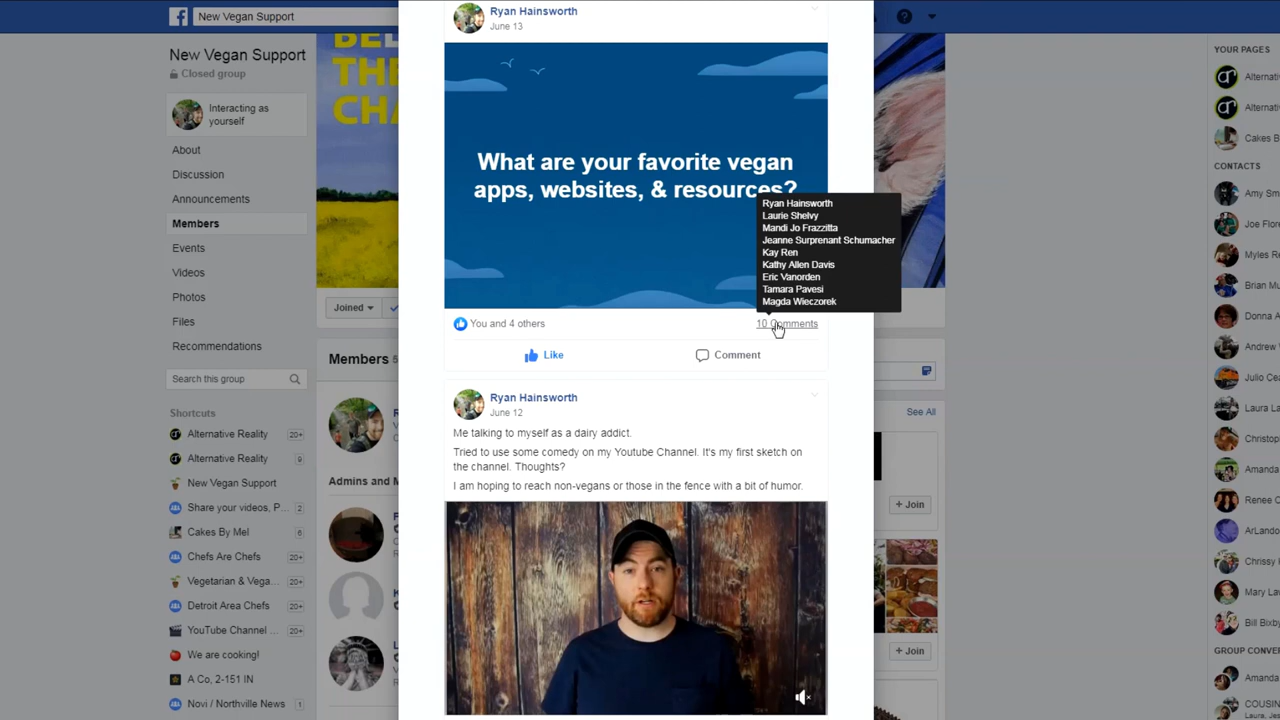 New Vegan Support
New Vegan Support
Closed group
Interacting as
yourself
About
Discussion
Announcements
Members
Events
Videos
Photos
Files
Recommendations
Search this group
Shortcuts
Alternative Reality 20+
Alternative Reality 9
New Vegan Support
Share your videos, P... 2
Cakes By Mel 6
Chefs Are Chefs 20+
Vegetarian & Vega... 20+
Detroit Area Chefs 20+
YouTube Channel ... 20+
We are cooking!
A Co, 2-151 IN
Novi / Northville News 1
THE
Joined
Members
Admins and M
Ryan Hainsworth
June 13
What are your favorite vegan
apps, websites, & resources?
Ryan Hainsworth
Laurie Shelvy
Mandi Jo Frazzitta
Jeanne Surprenant Schumacher
Kay Ren
Kathy Allen Davis
Eric Vanorden
Tamara Pavesi
Magda Wieczorek
You and 4 others
10 Comments
Like
Comment
Ryan Hainsworth
June 12
Me talking to myself as a dairy addict.
Tried to use some comedy on my Youtube Channel. It's my first sketch on
the channel. Thoughts?
I am hoping to reach non-vegans or those in the fence with a bit of humor.
See All
+ Join
+ Join
YOUR PAGES
Alternati
Alternati
Cakes B
CONTACTS
Amy Sm
Joe Flor
Myles R
Brian Mu
Donna A
Andrew
Julio Cea
Laura La
Christop
Amanda
Renee C
ArLando
Chrissy
Mary La
Bill Bixby
GROUP CONVER
Amanda
COUSIN
Laura, Je